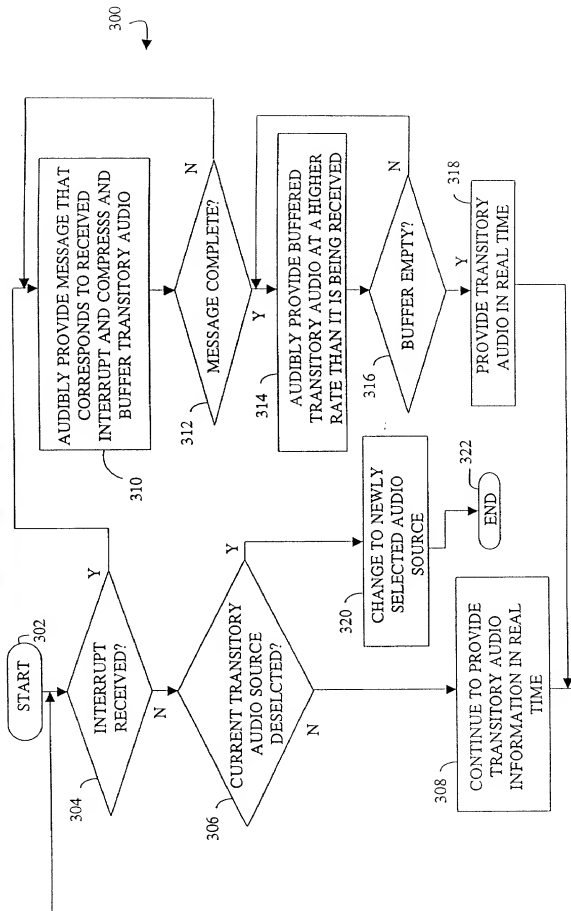 300
START
302
INTERRUPT
RECEIVED?
304
Y
N
CURRENT TRANSITORY
AUDIO SOURCE
DESELCTED?
306
Y
N
CONTINUE TO PROVIDE
TRANSITORY AUDIO
INFORMATION IN REAL
TIME
308
CHANGE TO NEWLY
SELECTED AUDIO
SOURCE
320
END
322
AUDIBLY PROVIDE MESSAGE THAT
CORRESPONDS TO RECEIVED
INTERRUPT AND COMPRESSS AND
BUFFER TRANSITORY AUDIO
310
MESSAGE COMPLETE?
312
N
Y
AUDIBLY PROVIDE BUFFERED
TRANSITORY AUDIO AT A HIGHER
RATE THAN IT IS BEING RECEIVED
314
BUFFER EMPTY?
316
N
Y
PROVIDE TRANSITORY
AUDIO IN REAL TIME
318